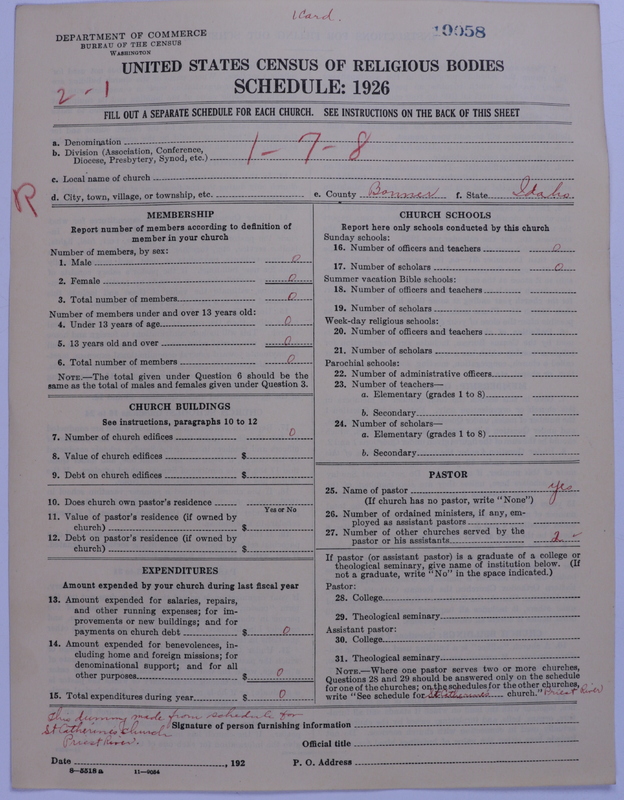 1 card.
19058
DEPARTMENT OF COMMERCE
BUREAU OF THE CENSUS
WASHINGTON
UNITED STATES CENSUS OF RELIGIOUS BODIES
SCHEDULE: 1926
2-1
FILL OUT A SEPARATE SCHEDULE FOR EACH CHURCH. SEE INSTRUCTIONS ON THE BACK OF THIS SHEET
a. Denomination
b. Division (Association, Conference,
Diocese, Presbytery, Synod, etc.) 1-7-8
c. Local name of church
R
d. City, town, village, or township, etc. e. County Bonner f. State Idaho
MEMBERSHIP
Report number of members according to definition of
member in your church
Number of members, by sex:
1. Male 0
2. Female 0
3. Total number of members 0
Number of members under and over 13 years old:
4. Under 13 years of age 0
5. 13 years old and over 0
6. Total number of members 0
NOTE.—The total given under Question 6 should be the
same as the total of males and females given under Question 3.
CHURCH BUILDINGS
See instructions, paragraphs 10 to 12
7. Number of church edifices 0
8. Value of church edifices $
9. Debt on church edifices $
10. Does church own pastor's residence
Yes or No
11. Value of pastor's residence (if owned by
church) $
12. Debt on pastor's residence (if owned by
church) $
EXPENDITURES
Amount expended by your church during last fiscal year
13. Amount expended for salaries, repairs,
and other running expenses; for im-
provements or new buildings; and for
payments on church debt $ 0
14. Amount expended for benevolences, in-
cluding home and foreign missions; for
denominational support; and for all
other purposes $ 0
15. Total expenditures during year $ 0
CHURCH SCHOOLS
Report here only schools conducted by this church
Sunday schools:
16. Number of officers and teachers 0
17. Number of scholars 0
Summer vacation Bible schools:
18. Number of officers and teachers
19. Number of scholars
Week-day religious schools:
20. Number of officers and teachers
21. Number of scholars
Parochial schools:
22. Number of administrative officers
23. Number of teachers—
a. Elementary (grades 1 to 8)
b. Secondary
24. Number of scholars—
a. Elementary (grades 1 to 8)
b. Secondary
PASTOR
25. Name of pastor yes
(If church has no pastor, write "None")
26. Number of ordained ministers, if any, em-
ployed as assistant pastors
27. Number of other churches served by the
pastor or his assistants 2
If pastor (or assistant pastor) is a graduate of a college or
theological seminary, give name of institution below. (If
not a graduate, write "No" in the space indicated.)
Pastor:
28. College
29. Theological seminary
Assistant pastor:
30. College
31. Theological seminary
NOTE.—Where one pastor serves two or more churches,
Questions 28 and 29 should be answered only on the schedule
for one of the churches; on the schedules for the other churches,
write "See schedule for St Catherines church." Priest River
This dummy made from schedule for
St Catherines Church
Priest River.
Signature of person furnishing information
Official title
Date , 192 P. O. Address
8—5518 a 11—9084